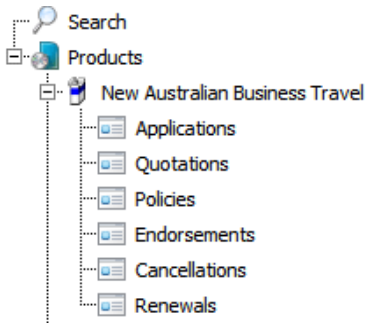 Search
Products
New Australian Business Travel
Applications
Quotations
Policies
Endorsements
Cancellations
Renewals